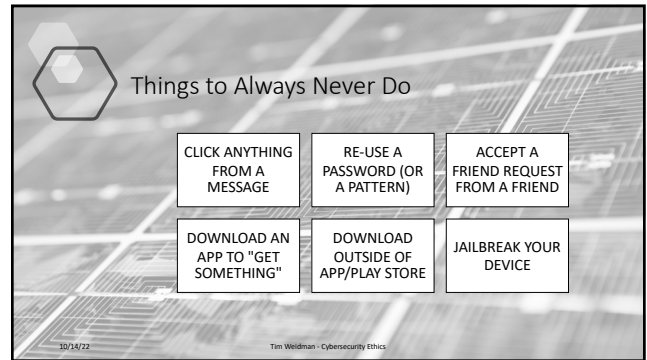 Things to Always Never Do
CLICK ANYTHING
FROM A
MESSAGE
RE-USE A
PASSWORD (OR
A PATTERN)
ACCEPT A
FRIEND REQUEST
FROM A FRIEND
DOWNLOAD AN
APP TO "GET
SOMETHING"
DOWNLOAD
OUTSIDE OF
APP/PLAY STORE
JAILBREAK YOUR
DEVICE
10/14/22
Tim Weidman - Cybersecurity Ethics